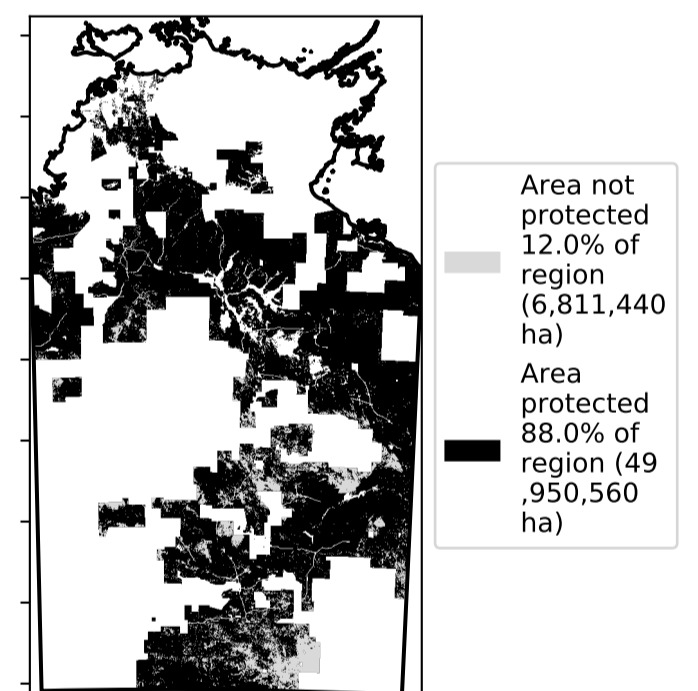 Area not
protected
12.0% of
region
(6,811,440
ha)
Area
protected
88.0% of
region (49
,950,560
ha)